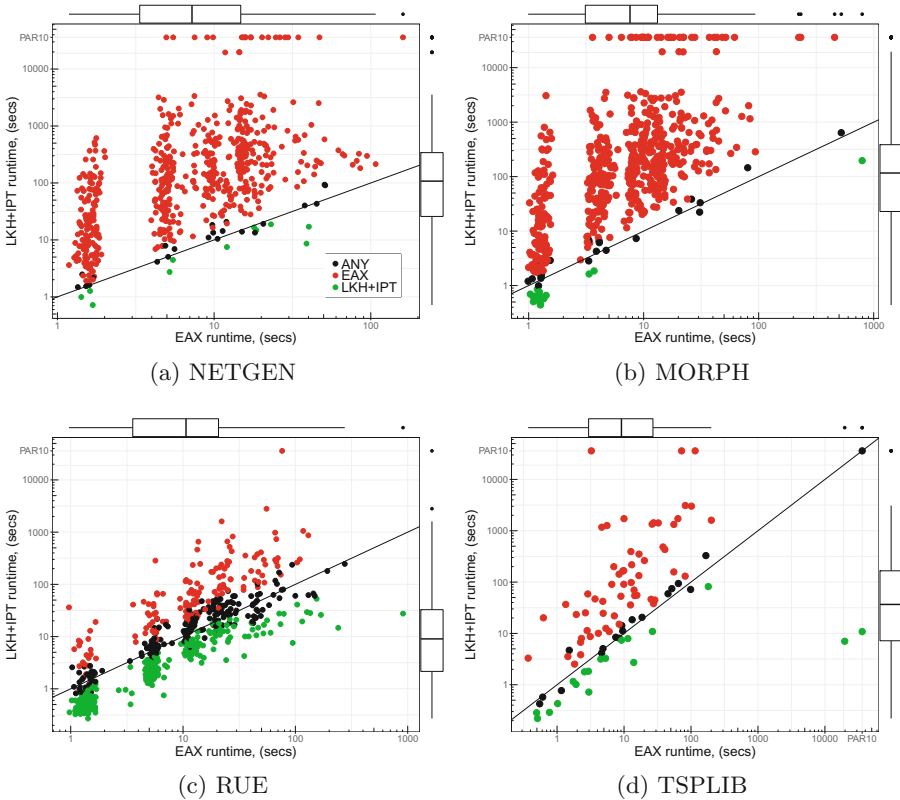 PAR10
10000
1000
100
10
1
LKH+IPT runtime, (secs)
ANY
EAX
LKH+IPT
1 10 100
EAX runtime, (secs)
(a) NETGEN
PAR10
10000
1000
100
10
1
LKH+IPT runtime, (secs)
1 10 100 1000
EAX runtime, (secs)
(b) MORPH
PAR10
10000
1000
100
10
1
LKH+IPT runtime, (secs)
1 10 100 1000
EAX runtime, (secs)
(c) RUE
PAR10
10000
1000
100
10
1
LKH+IPT runtime, (secs)
1 10 100 1000 10000 PAR10
EAX runtime, (secs)
(d) TSPLIB